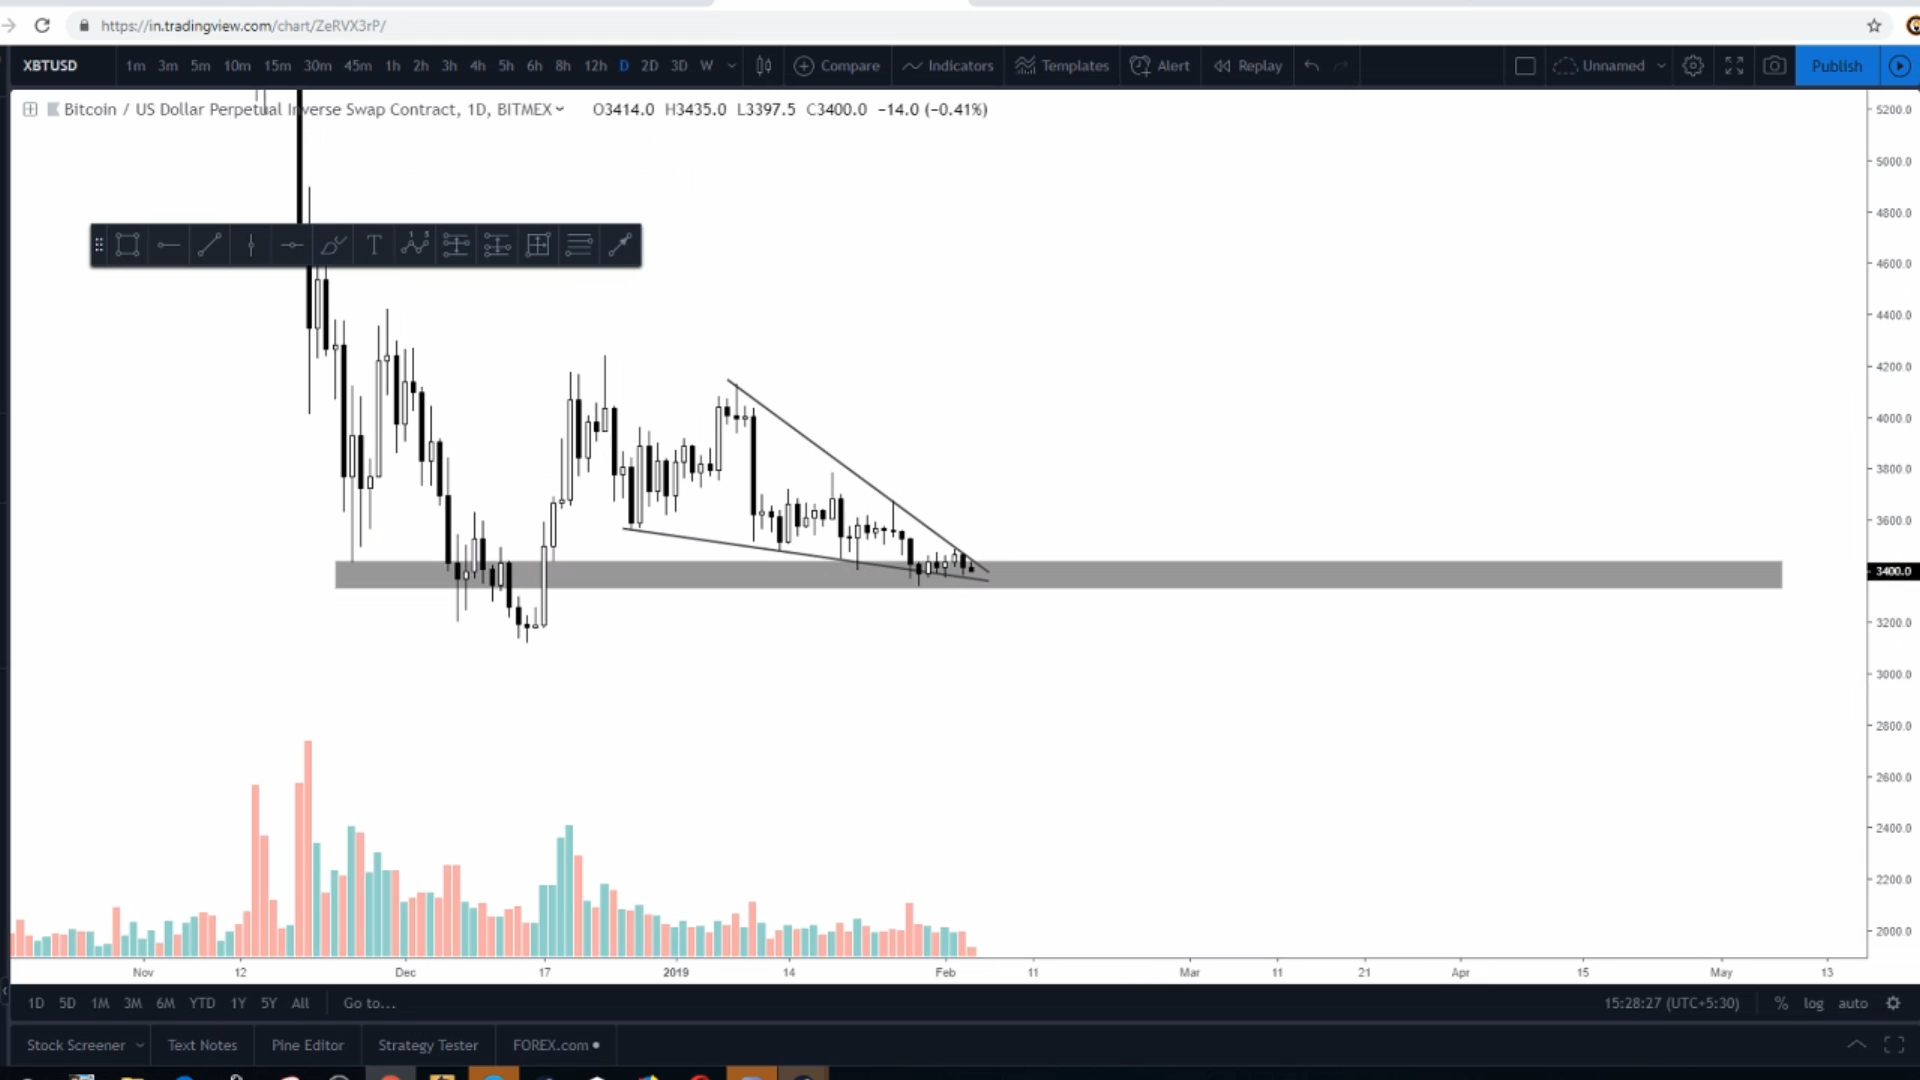 https://in.tradingview.com/chart/ZeRVX3rP/
XBTUSD 1m 3m 5m 10m 15m 30m 45m 1h 2h 3h 4h 5h 6h 8h 12h D 2D 3D W Compare Indicators Templates Alert Replay Unnamed Publish
Bitcoin / US Dollar Perpetual Inverse Swap Contract, 1D, BITMEX O3414.0 H3435.0 L3397.5 C3400.0 −14.0 (−0.41%)
5200.0
5000.0
4800.0
T 1 5
4600.0
4400.0
4200.0
4000.0
3800.0
3600.0
3400.0
3200.0
3000.0
2800.0
2600.0
2400.0
2200.0
2000.0
Nov 12 Dec 17 2019 14 Feb 11 Mar 11 21 Apr 15 May 13
1D 5D 1M 3M 6M YTD 1Y 5Y All Go to... 15:28:27 (UTC+5:30) % log auto
Stock Screener Text Notes Pine Editor Strategy Tester FOREX.com